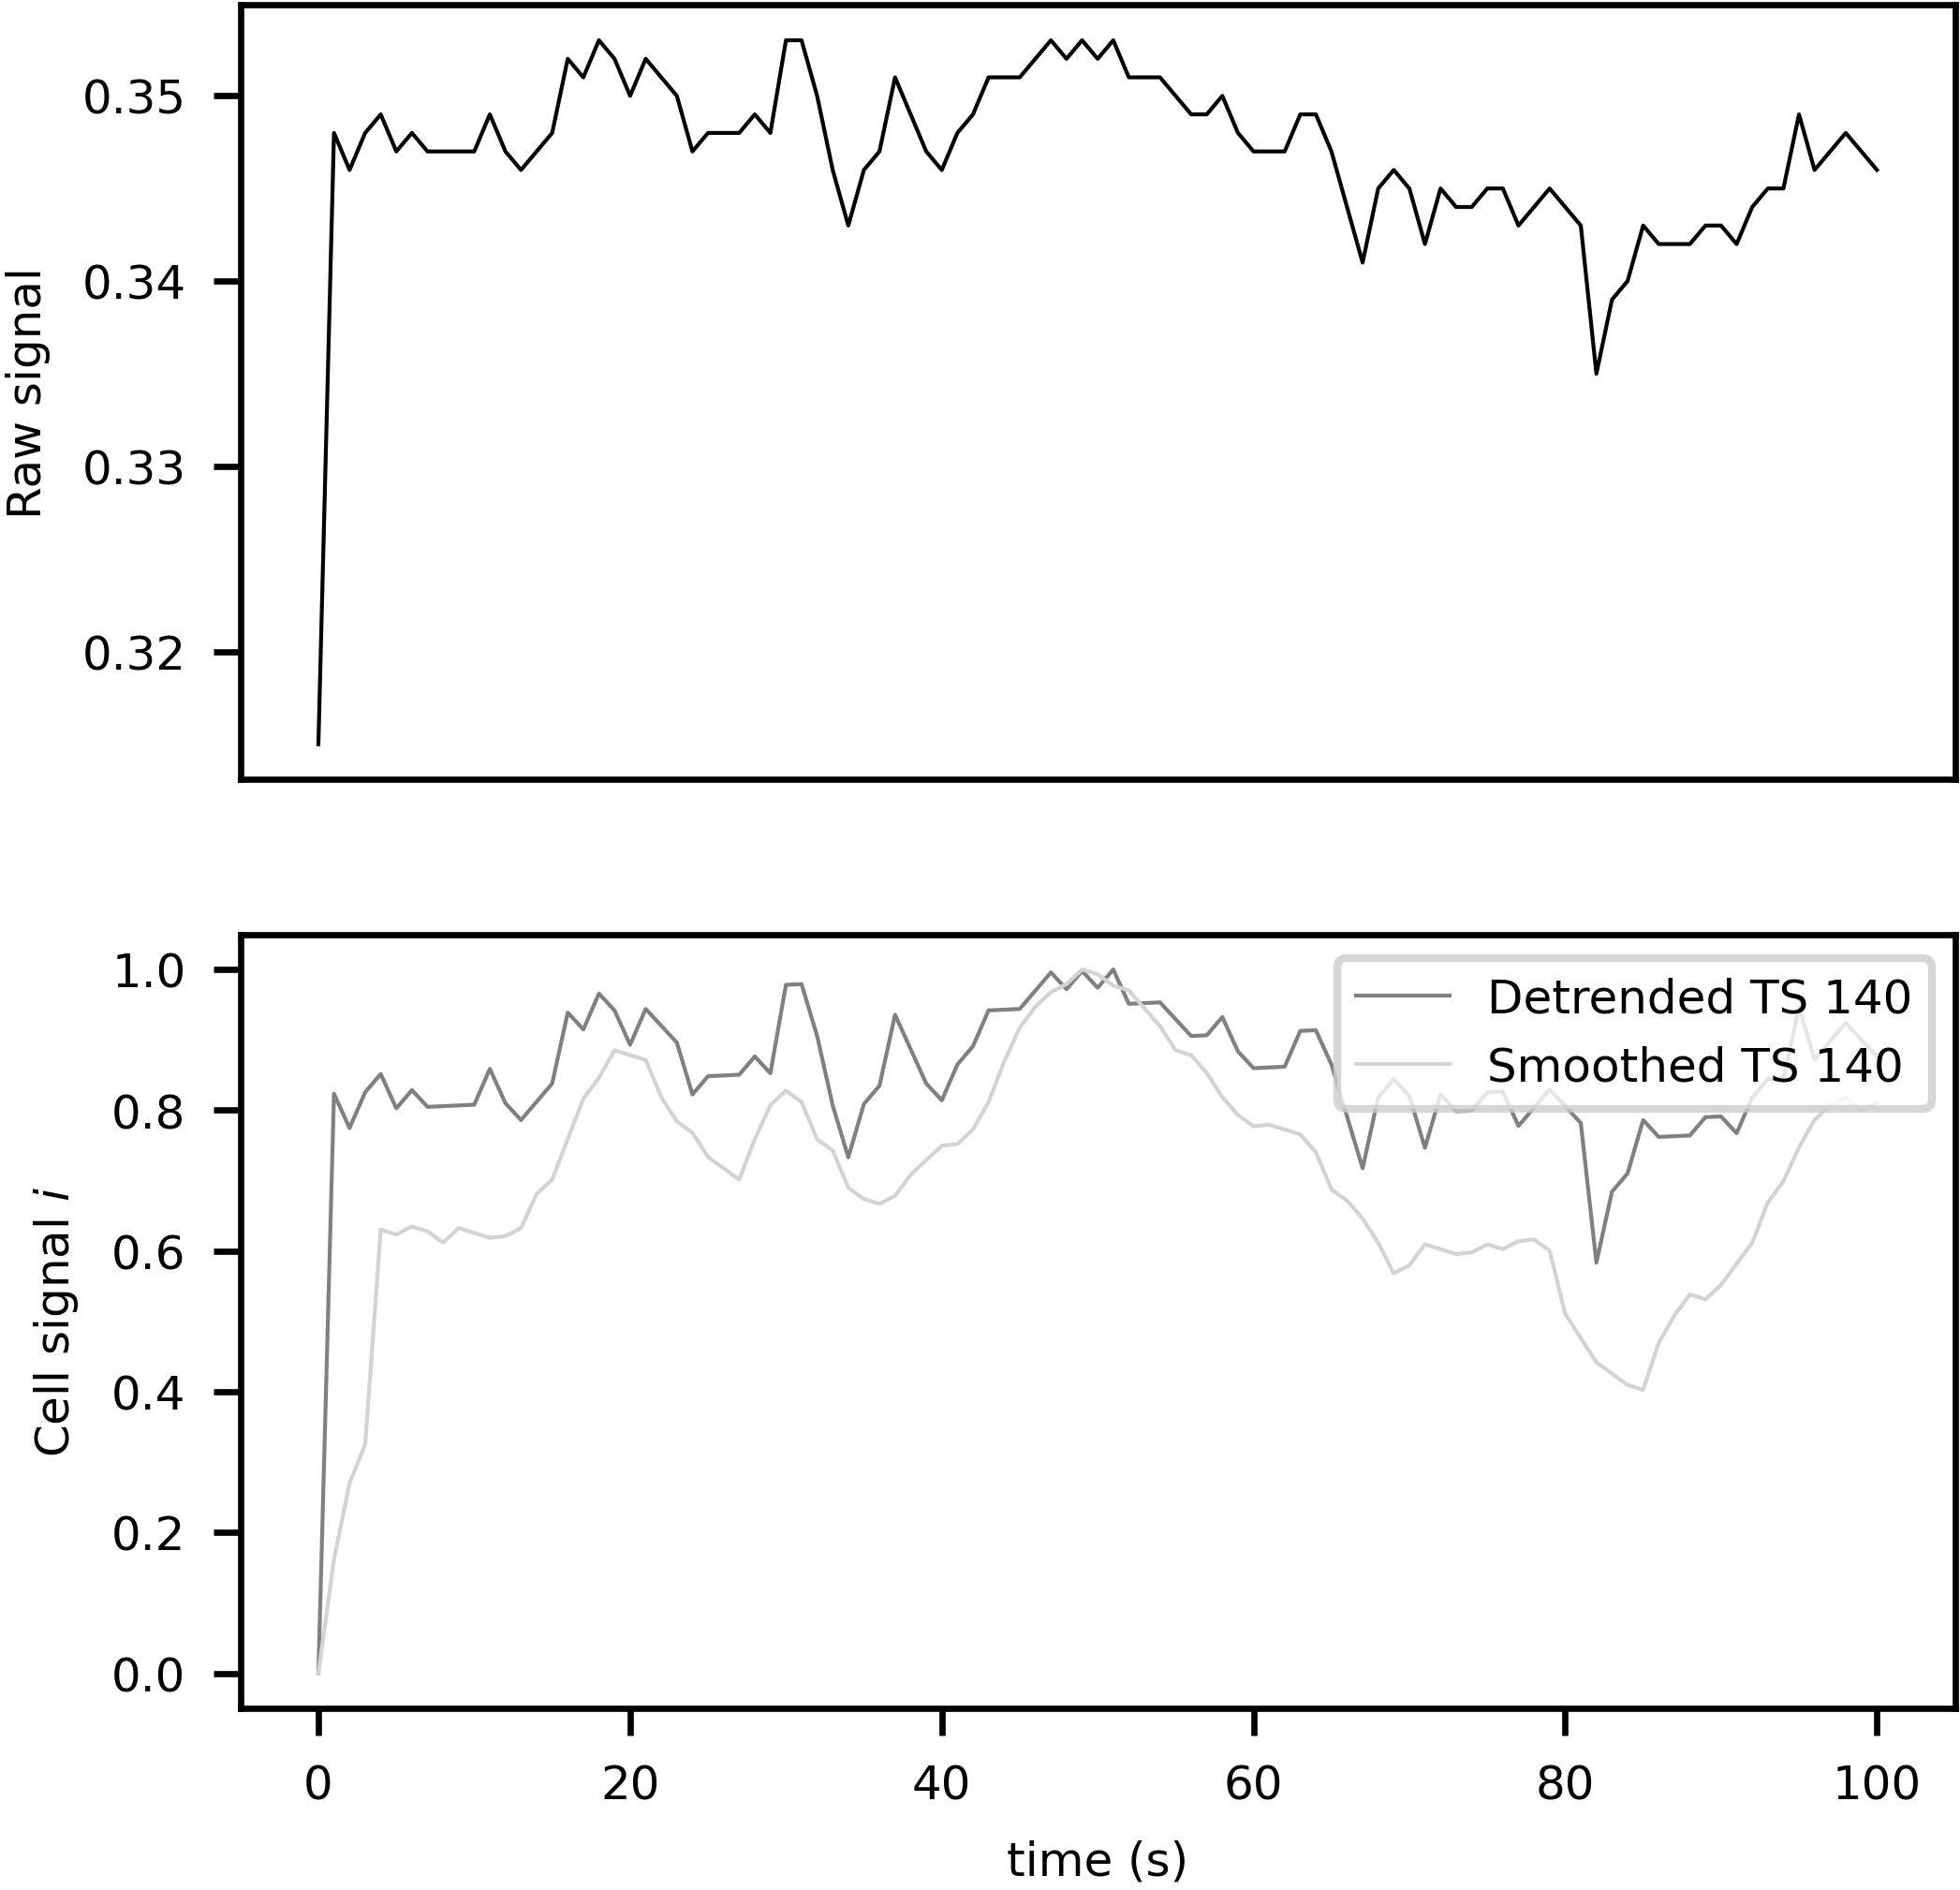 Raw signal
0.35
0.34
0.33
0.32
Cell signal i
1.0
0.8
0.6
0.4
0.2
0.0
Detrended TS 140
Smoothed TS 140
0 20 40 60 80 100
time (s)